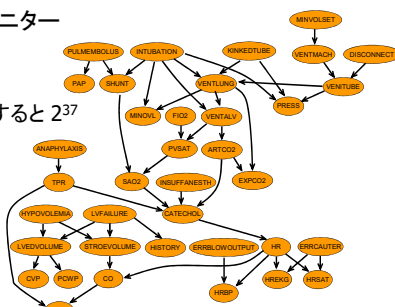 ニター
MINVOLSET
PULMEMBOLUS INTUBATION KINKEDTUBE VENTMACH DISCONNECT
PAP SHUNT VENTLUNG VENITUBE
PRESS
すると 2³⁷
MINOVL FIO2 VENTALV
ANAPHYLAXIS PVSAT ARTCO2
TPR SAO2 INSUFFANESTH EXPCO2
HYPOVOLEMIA LVFAILURE CATECHOL
LVEDVOLUME STROEVOLUME HISTORY ERRBLOWOUTPUT HR ERRCAUTER
CVP PCWP CO HREKG HRSAT
HRBP